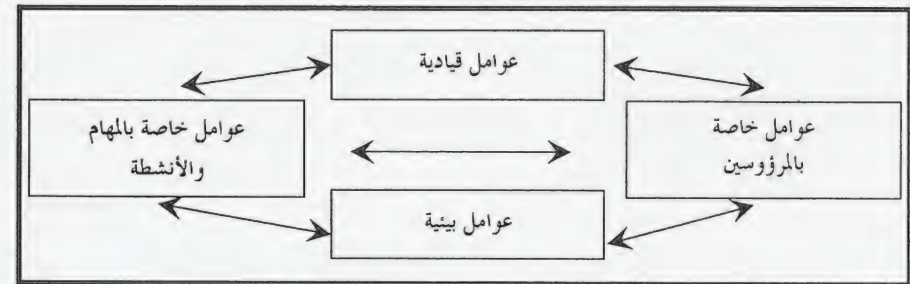 عوامل قيادية
عوامل خاصة
بالمرؤوسين
عوامل خاصة بالمهام
والأنشطة
عوامل بيئية